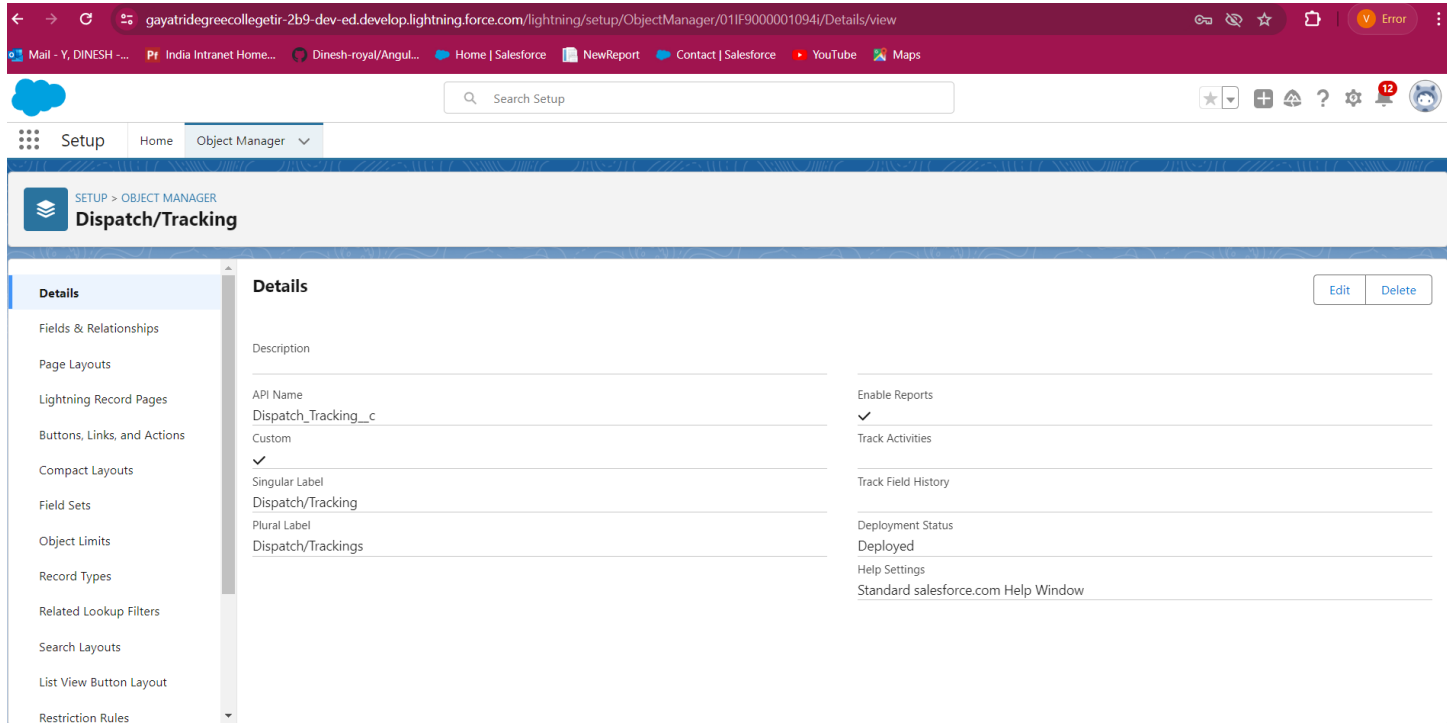 gayatridegreecollegetir-2b9-dev-ed.develop.lightning.force.com/lightning/setup/ObjectManager/01IF9000001094i/Details/view V Error
Mail - Y, DINESH -... Pf India Intranet Home... Dinesh-royal/Angul... Home | Salesforce NewReport Contact | Salesforce YouTube Maps
Search Setup 12
Setup Home Object Manager
SETUP > OBJECT MANAGER
Dispatch/Tracking
Details
Fields & Relationships
Page Layouts
Lightning Record Pages
Buttons, Links, and Actions
Compact Layouts
Field Sets
Object Limits
Record Types
Related Lookup Filters
Search Layouts
List View Button Layout
Restriction Rules
Details Edit Delete
Description
API Name
Dispatch_Tracking__c
Custom
Singular Label
Dispatch/Tracking
Plural Label
Dispatch/Trackings
Enable Reports
Track Activities
Track Field History
Deployment Status
Deployed
Help Settings
Standard salesforce.com Help Window